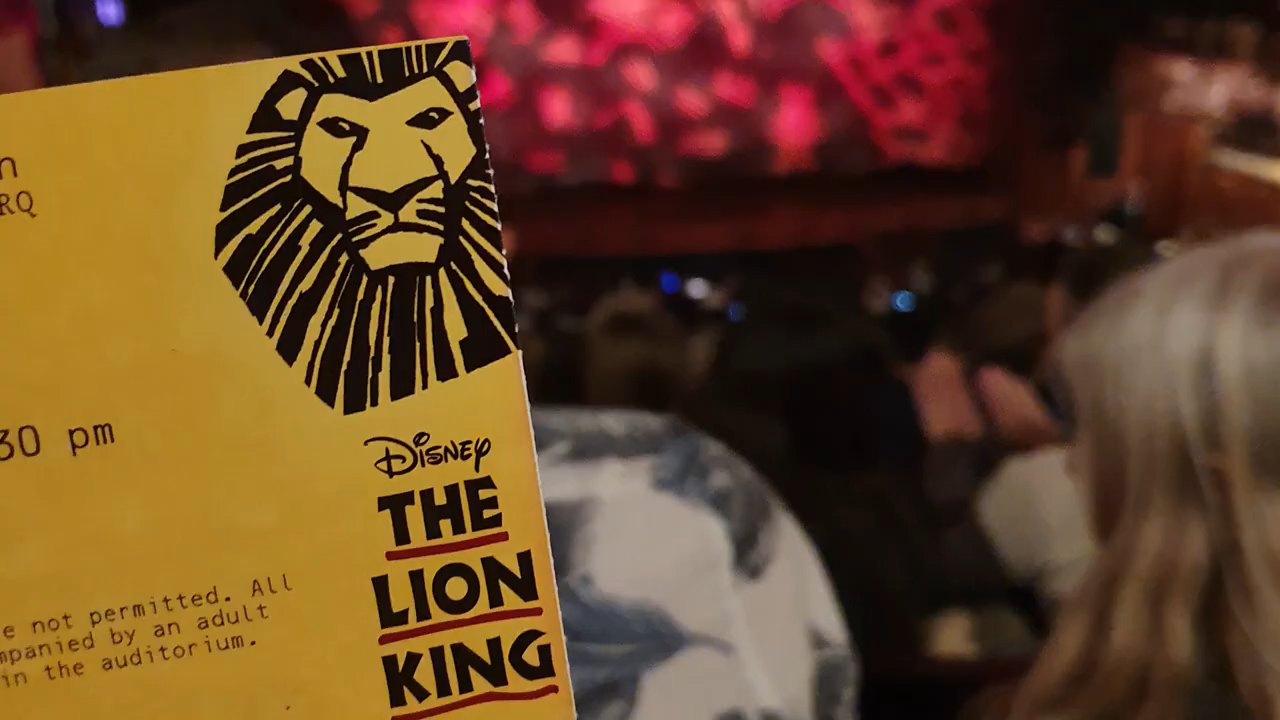 n
RQ
30 pm
Disney
THE
LION
KING
e not permitted. All
mpanied by an adult
in the auditorium.